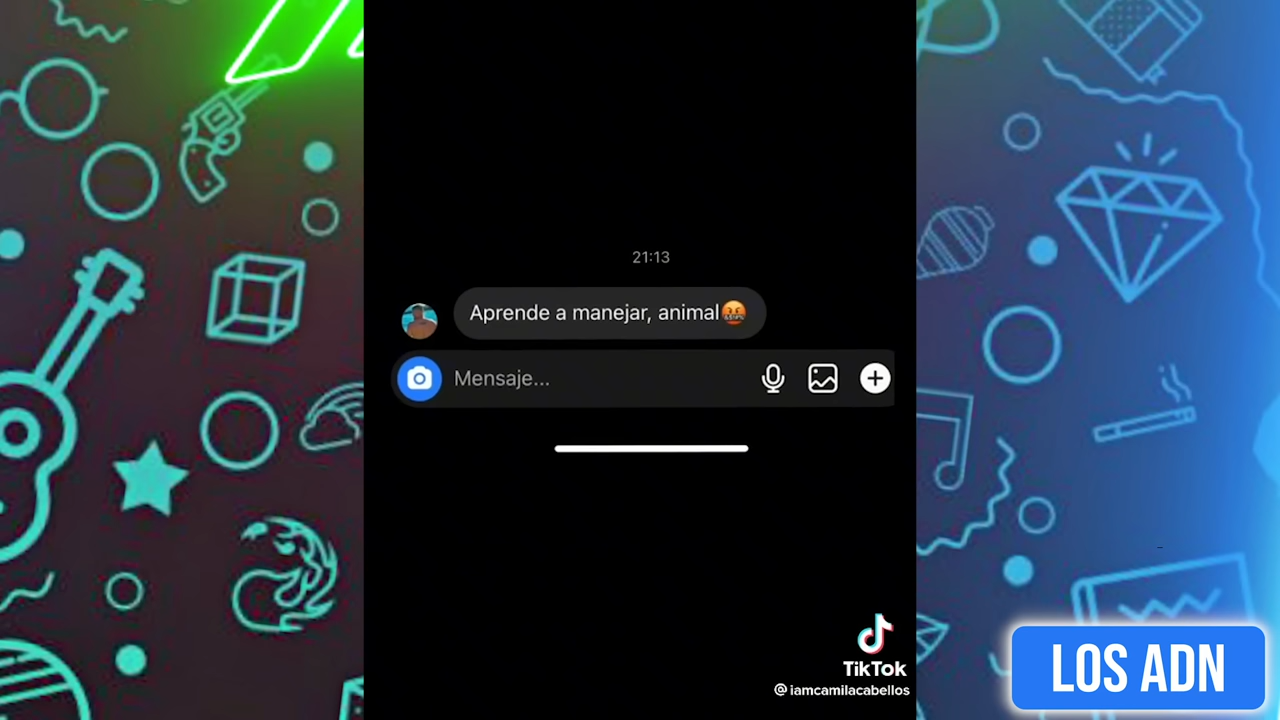 21:13
Aprende a manejar, animal🤬
Mensaje...
TikTok
@iamcamilacabellos
LOS ADN